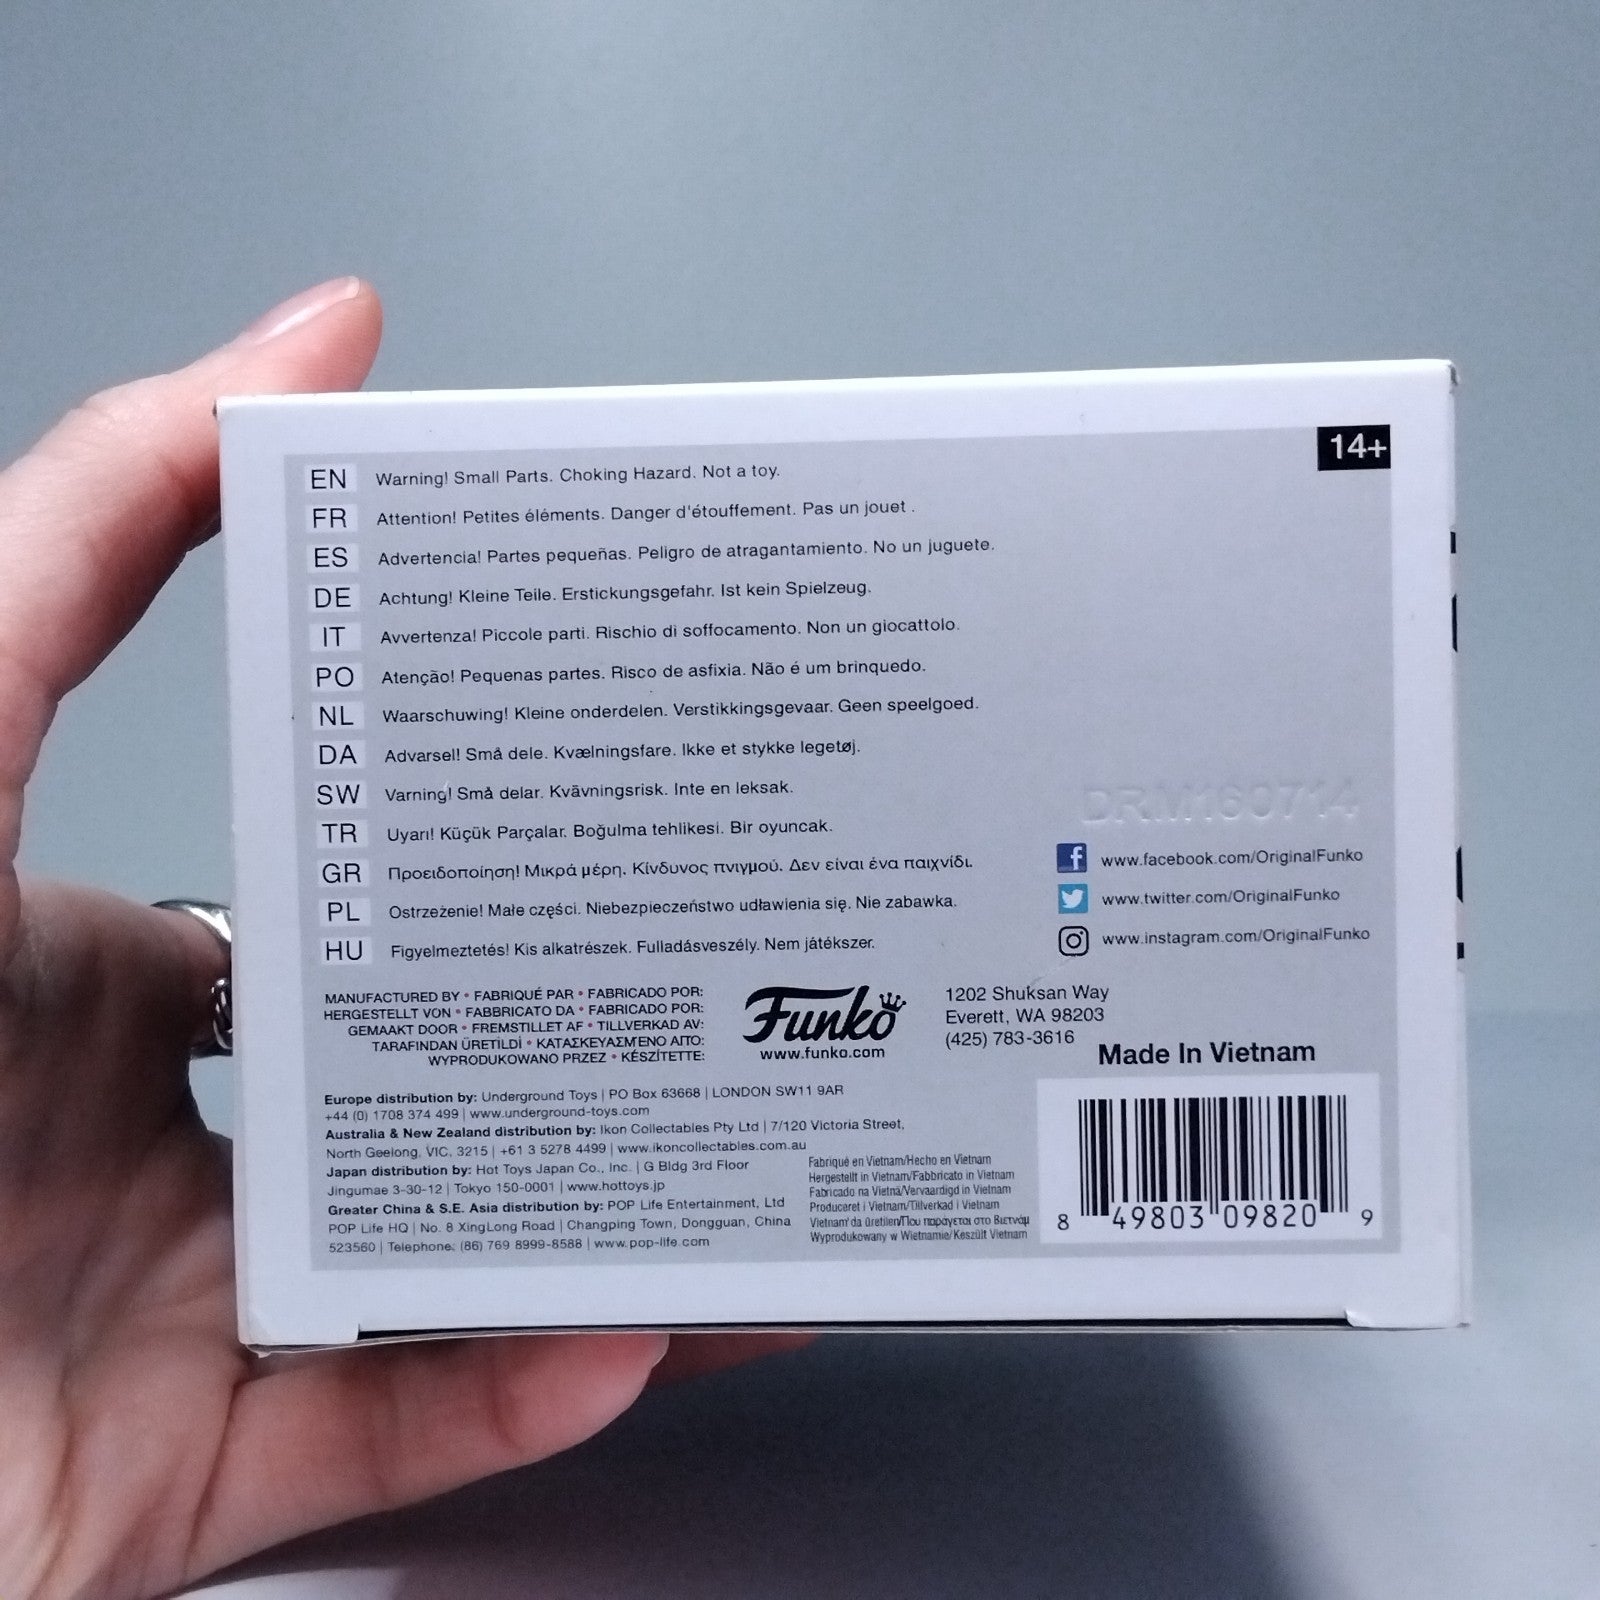 14+
EN Warning! Small Parts. Choking Hazard. Not a toy.
FR Attention! Petites éléments. Danger d'étouffement. Pas un jouet .
ES Advertencia! Partes pequeñas. Peligro de atragantamiento. No un juguete.
DE Achtung! Kleine Teile. Erstickungsgefahr. Ist kein Spielzeug.
IT Avvertenza! Piccole parti. Rischio di soffocamento. Non un giocattolo.
PO Atenção! Pequenas partes. Risco de asfixia. Não é um brinquedo.
NL Waarschuwing! Kleine onderdelen. Verstikkingsgevaar. Geen speelgoed.
DA Advarsel! Små dele. Kvælningsfare. Ikke et stykke legetøj.
SW Varning! Små delar. Kvävningsrisk. Inte en leksak.
TR Uyarı! Küçük Parçalar. Boğulma tehlikesi. Bir oyuncak.
GR Προειδοποίηση! Μικρά μέρη. Κίνδυνος πνιγμού. Δεν είναι ένα παιχνίδι.
PL Ostrzeżenie! Małe części. Niebezpieczeństwo udławienia się. Nie zabawka.
HU Figyelmeztetés! Kis alkatrészek. Fulladásveszély. Nem játékszer.
DRM160714
www.facebook.com/OriginalFunko
www.twitter.com/OriginalFunko
www.instagram.com/OriginalFunko
MANUFACTURED BY • FABRIQUÉ PAR • FABRICADO POR:
HERGESTELLT VON • FABBRICATO DA • FABRICADO POR:
GEMAAKT DOOR • FREMSTILLET AF • TILLVERKAD AV:
TARAFINDAN ÜRETİLDİ • ΚΑΤΑΣΚΕΥΑΣΜΈΝΟ ΑΠΌ:
WYPRODUKOWANO PRZEZ • KÉSZÍTETTE:
Funko
www.funko.com
1202 Shuksan Way
Everett, WA 98203
(425) 783-3616
Made In Vietnam
Europe distribution by: Underground Toys | PO Box 63668 | LONDON SW11 9AR
+44 (0) 1708 374 499 | www.underground-toys.com
Australia & New Zealand distribution by: Ikon Collectables Pty Ltd | 7/120 Victoria Street,
North Geelong, VIC, 3215 | +61 3 5278 4499 | www.ikoncollectables.com.au
Japan distribution by: Hot Toys Japan Co., Inc. | G Bldg 3rd Floor
Jingumae 3-30-12 | Tokyo 150-0001 | www.hottoys.jp
Greater China & S.E. Asia distribution by: POP Life Entertainment, Ltd
POP Life HQ | No. 8 XingLong Road | Changping Town, Dongguan, China
523560 | Telephone: (86) 769 8999-8588 | www.pop-life.com
Fabriqué en Vietnam/Hecho en Vietnam
Hergestellt in Vietnam/Fabbricato in Vietnam
Fabricado na Vietnã/Vervaardigd in Vietnam
Produceret i Vietnam/Tillverkad i Vietnam
Vietnam'da üretilen/Που παράγεται στο Βιετνάμ
Wyprodukowany w Wietnamie/Készült Vietnam
8 49803 09820 9